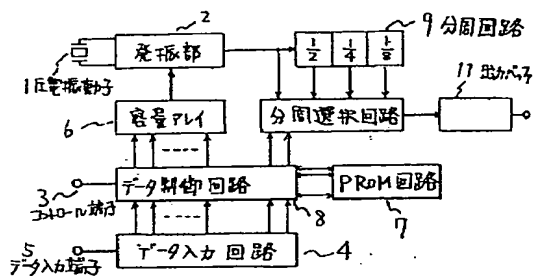 2
発振部
1/2 1/4 1/8
9 分周回路
1圧電振動子
11 出力バッファ
6
容量アレイ
分周選択回路
3
コントロール端子
データ制御回路
8
PROM回路
7
5
データ入力端子
データ入力回路
4